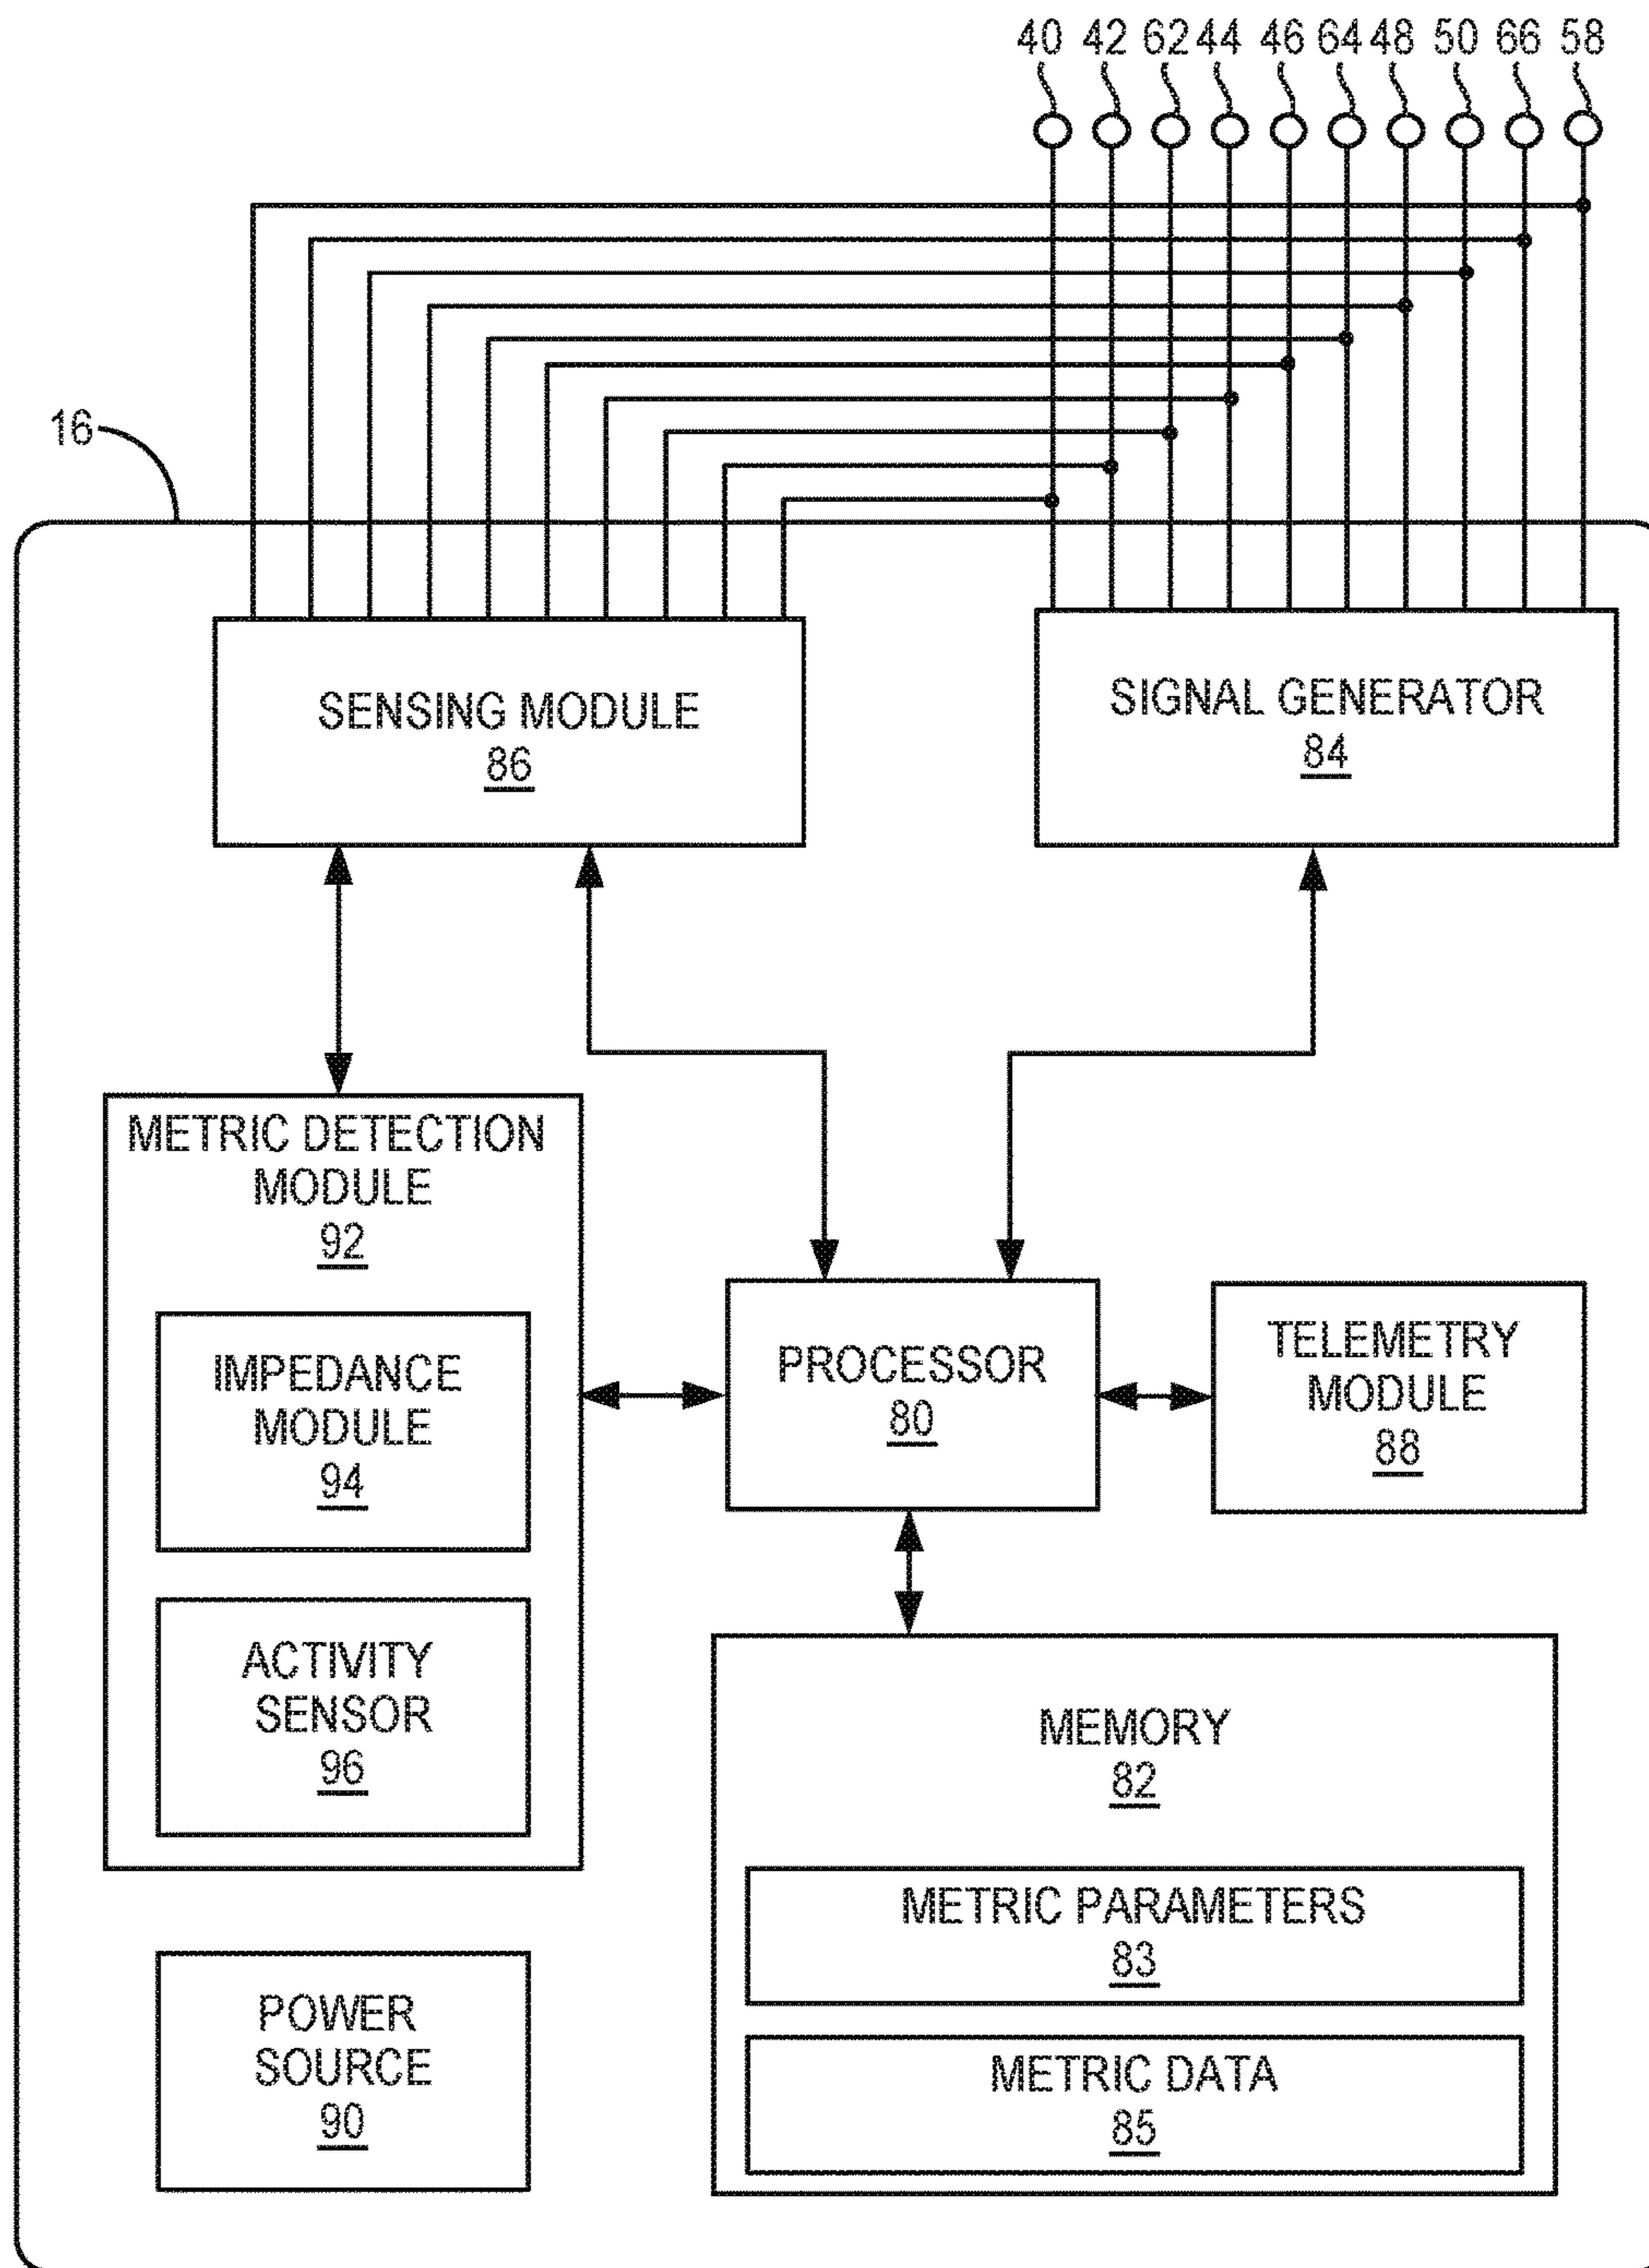 40 42 62 44 46 64 48 50 66 58
16
SENSING MODULE
86
SIGNAL GENERATOR
84
METRIC DETECTION
MODULE
92
IMPEDANCE
MODULE
94
ACTIVITY
SENSOR
96
PROCESSOR
80
TELEMETRY
MODULE
88
MEMORY
82
METRIC PARAMETERS
83
METRIC DATA
85
POWER
SOURCE
90